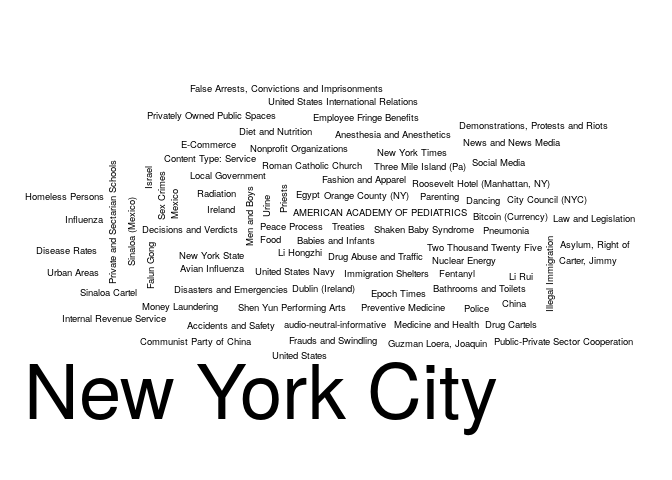 False Arrests, Convictions and Imprisonments
United States International Relations
Privately Owned Public Spaces
Employee Fringe Benefits
Demonstrations, Protests and Riots
Diet and Nutrition
Anesthesia and Anesthetics
News and News Media
E-Commerce
Nonprofit Organizations
New York Times
Content Type: Service
Roman Catholic Church
Three Mile Island (Pa)
Social Media
Local Government
Fashion and Apparel
Roosevelt Hotel (Manhattan, NY)
Private and Sectarian Schools
Israel
Sex Crimes
Mexico
Homeless Persons
Sinaloa (Mexico)
Radiation
Men and Boys
Urine
Priests
Egypt
Orange County (NY)
Parenting
Dancing
City Council (NYC)
Ireland
AMERICAN ACADEMY OF PEDIATRICS
Bitcoin (Currency)
Law and Legislation
Influenza
Decisions and Verdicts
Peace Process
Treaties
Shaken Baby Syndrome
Pneumonia
Food
Babies and Infants
Two Thousand Twenty Five
Asylum, Right of
Disease Rates
Falun Gong
New York State
Li Hongzhi
Drug Abuse and Traffic
Nuclear Energy
Illegal Immigration
Carter, Jimmy
Urban Areas
Avian Influenza
United States Navy
Immigration Shelters
Fentanyl
Li Rui
Sinaloa Cartel
Disasters and Emergencies
Dublin (Ireland)
Epoch Times
Bathrooms and Toilets
Money Laundering
Shen Yun Performing Arts
Preventive Medicine
Police
China
Internal Revenue Service
Accidents and Safety
audio-neutral-informative
Medicine and Health
Drug Cartels
Communist Party of China
Frauds and Swindling
Guzman Loera, Joaquin
Public-Private Sector Cooperation
United States
New York City